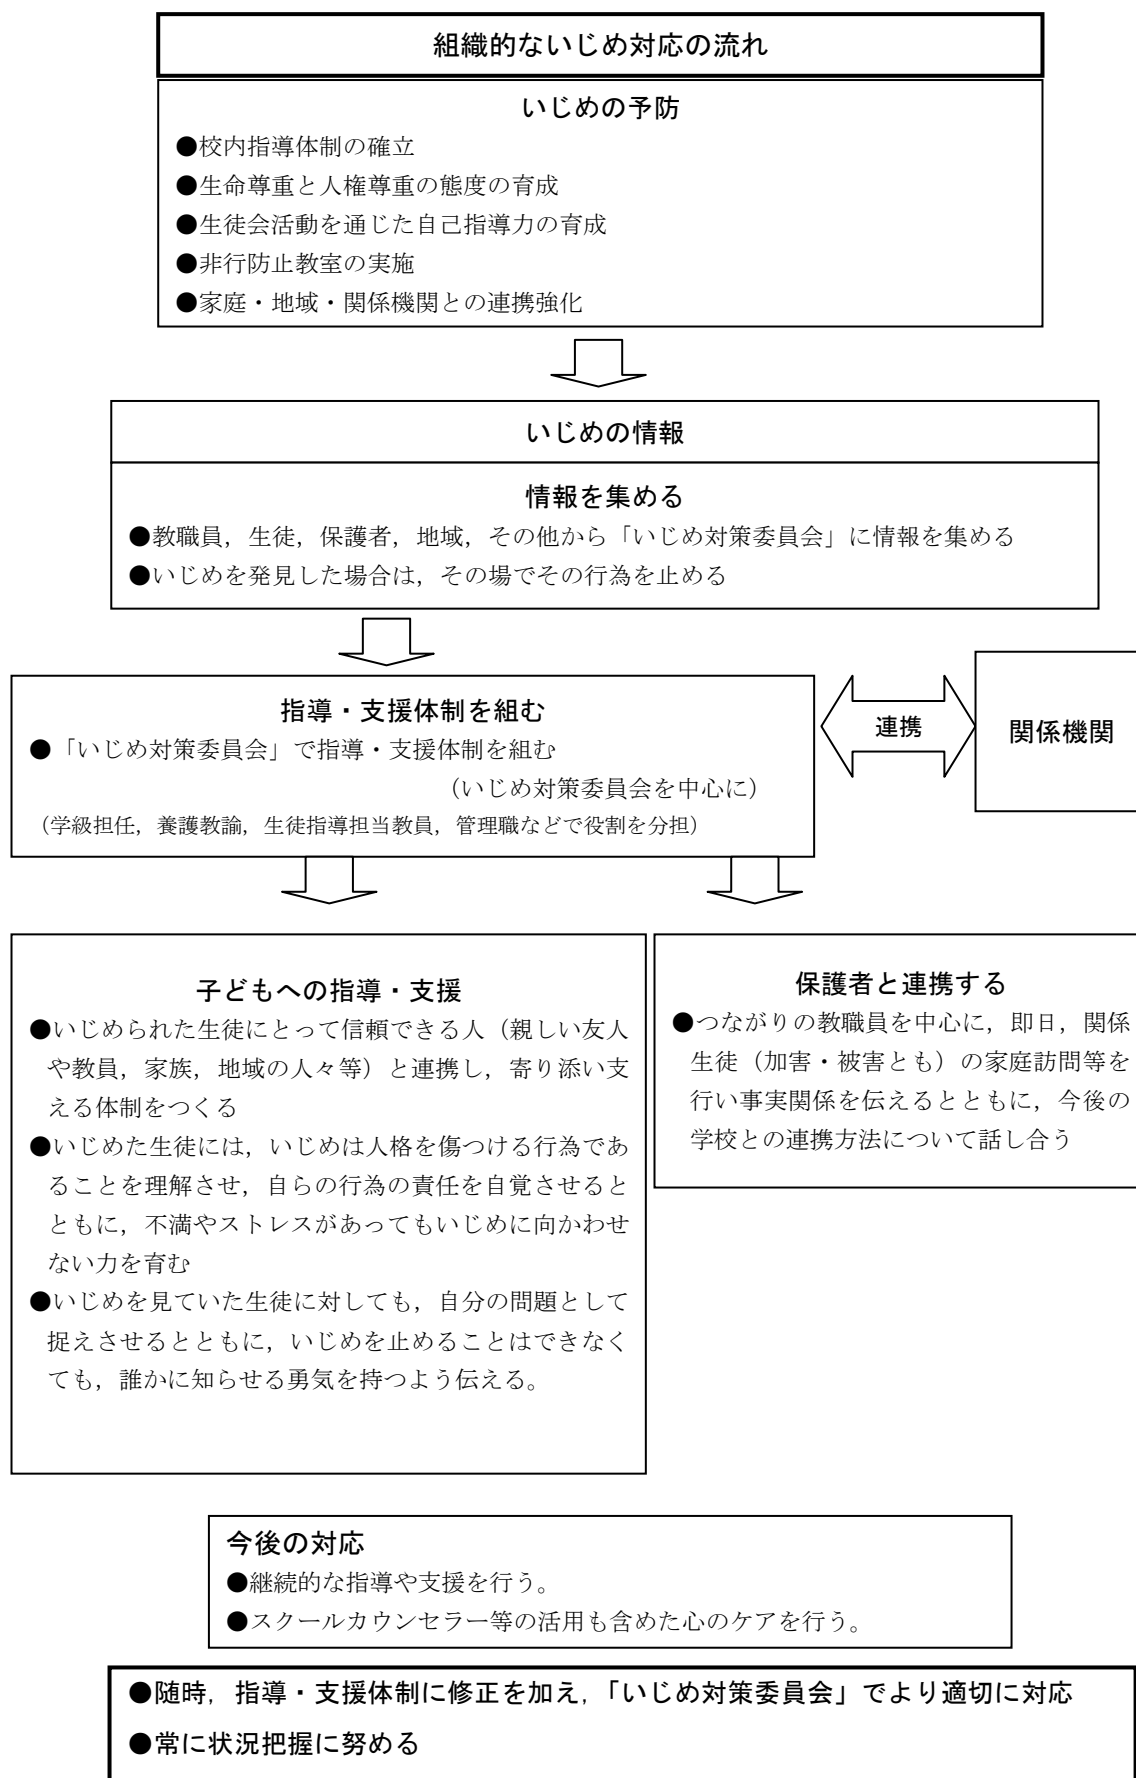 組織的ないじめ対応の流れ
いじめの予防
●校内指導体制の確立
●生命尊重と人権尊重の態度の育成
●生徒会活動を通じた自己指導力の育成
●非行防止教室の実施
●家庭・地域・関係機関との連携強化
いじめの情報
情報を集める
●教職員，生徒，保護者，地域，その他から「いじめ対策委員会」に情報を集める
●いじめを発見した場合は，その場でその行為を止める
指導・支援体制を組む
●「いじめ対策委員会」で指導・支援体制を組む
（いじめ対策委員会を中心に）
（学級担任，養護教諭，生徒指導担当教員，管理職などで役割を分担）
連携
関係機関
子どもへの指導・支援
●いじめられた生徒にとって信頼できる人（親しい友人
や教員，家族，地域の人々等）と連携し，寄り添い支
える体制をつくる
●いじめた生徒には，いじめは人格を傷つける行為であ
ることを理解させ，自らの行為の責任を自覚させると
ともに，不満やストレスがあってもいじめに向かわせ
ない力を育む
●いじめを見ていた生徒に対しても，自分の問題として
捉えさせるとともに，いじめを止めることはできなく
ても，誰かに知らせる勇気を持つよう伝える。
保護者と連携する
●つながりの教職員を中心に，即日，関係
生徒（加害・被害とも）の家庭訪問等を
行い事実関係を伝えるとともに，今後の
学校との連携方法について話し合う
今後の対応
●継続的な指導や支援を行う。
●スクールカウンセラー等の活用も含めた心のケアを行う。
●随時，指導・支援体制に修正を加え，「いじめ対策委員会」でより適切に対応
●常に状況把握に努める